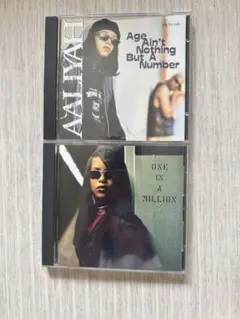 AALIYAH
Age
Ain't
Nothing
But A
Number
ONE
IN
A
MILLION